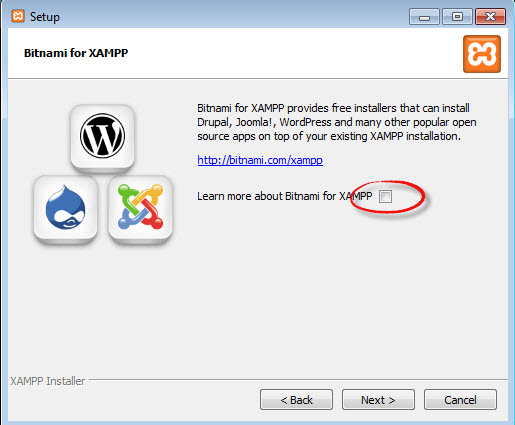 Setup
Bitnami for XAMPP
Bitnami for XAMPP provides free installers that can install
Drupal, Joomla!, WordPress and many other popular open
source apps on top of your existing XAMPP installation.
http://bitnami.com/xampp
Learn more about Bitnami for XAMPP
XAMPP Installer
< Back
Next >
Cancel